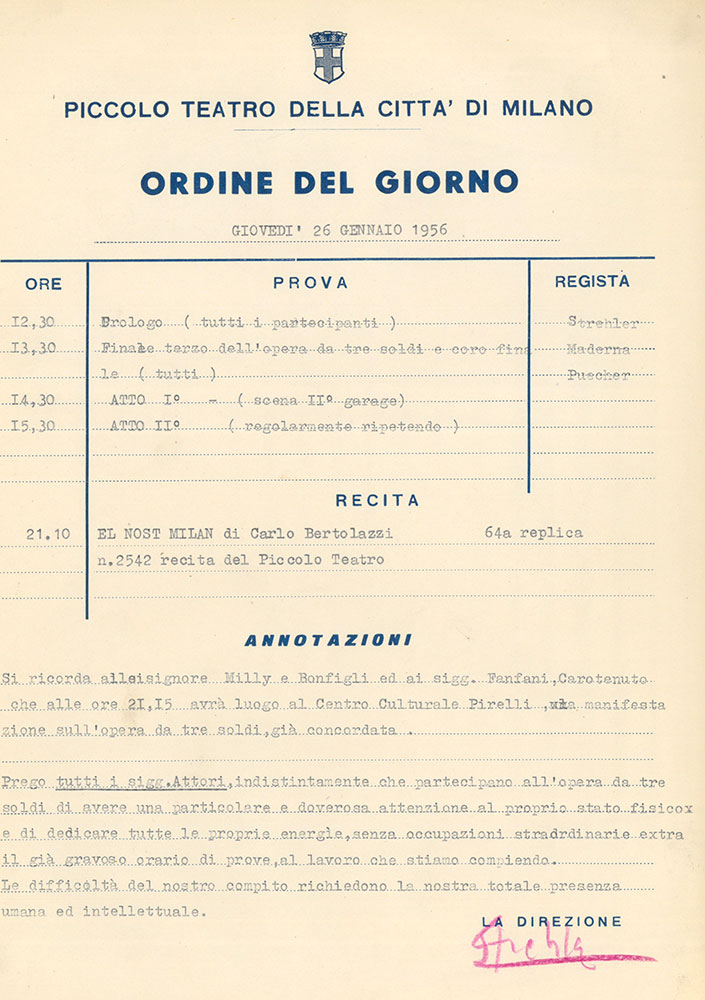 PICCOLO TEATRO DELLA CITTA' DI MILANO
ORDINE DEL GIORNO
GIOVEDI' 26 GENNAIO 1956
ORE PROVA REGISTA
I2,30 Prologo ( tutti i partecipanti ) Strehler
I3,30 Finale terzo dell'opera da tre soldi e coro fina Maderna
le ( tutti ) Puecher
I4,30 ATTO I° - ( scena II° garage)
I5,30 ATTO II° ( regolarmente ripetendo )
RECITA
21.10 EL NOST MILAN di Carlo Bertolazzi 64a replica
n.2542 recita del Piccolo Teatro
ANNOTAZIONI
Si ricorda alleisignore Milly e Bonfigli ed ai sigg. Fanfani,Carotenuto
che alle ore 2I,I5 avrà luogo al Centro Culturale Pirelli ,una manifesta
zione sull'opera da tre soldi,già concordata .
Prego tutti i sigg.Attori,indistintamente che partecipano all'opera da tre
soldi di avere una particolare e doverosa attenzione al proprio stato fisicox
e di dedicare tutte le proprie energie,senza occupazioni stradrdinarie extra
il già gravoso orario di prove,al lavoro che stiamo compiendo.
Le difficoltà del nostro compito richiedono la nostra totale presenza
umana ed intellettuale.
LA DIREZIONE
Strehler